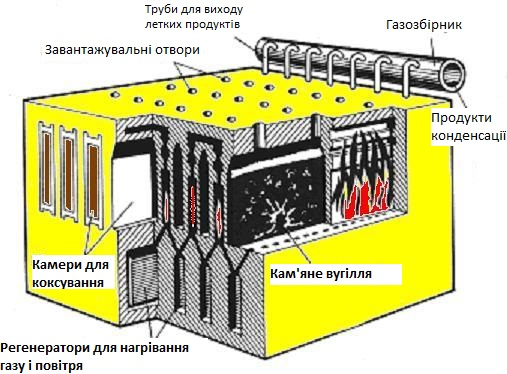 Труби для виходу
летких продуктів
Газозбірник
Завантажувальні отвори
Продукти
конденсації
Камери для
коксування
Кам'яне вугілля
Регенератори для нагрівання
газу і повітря